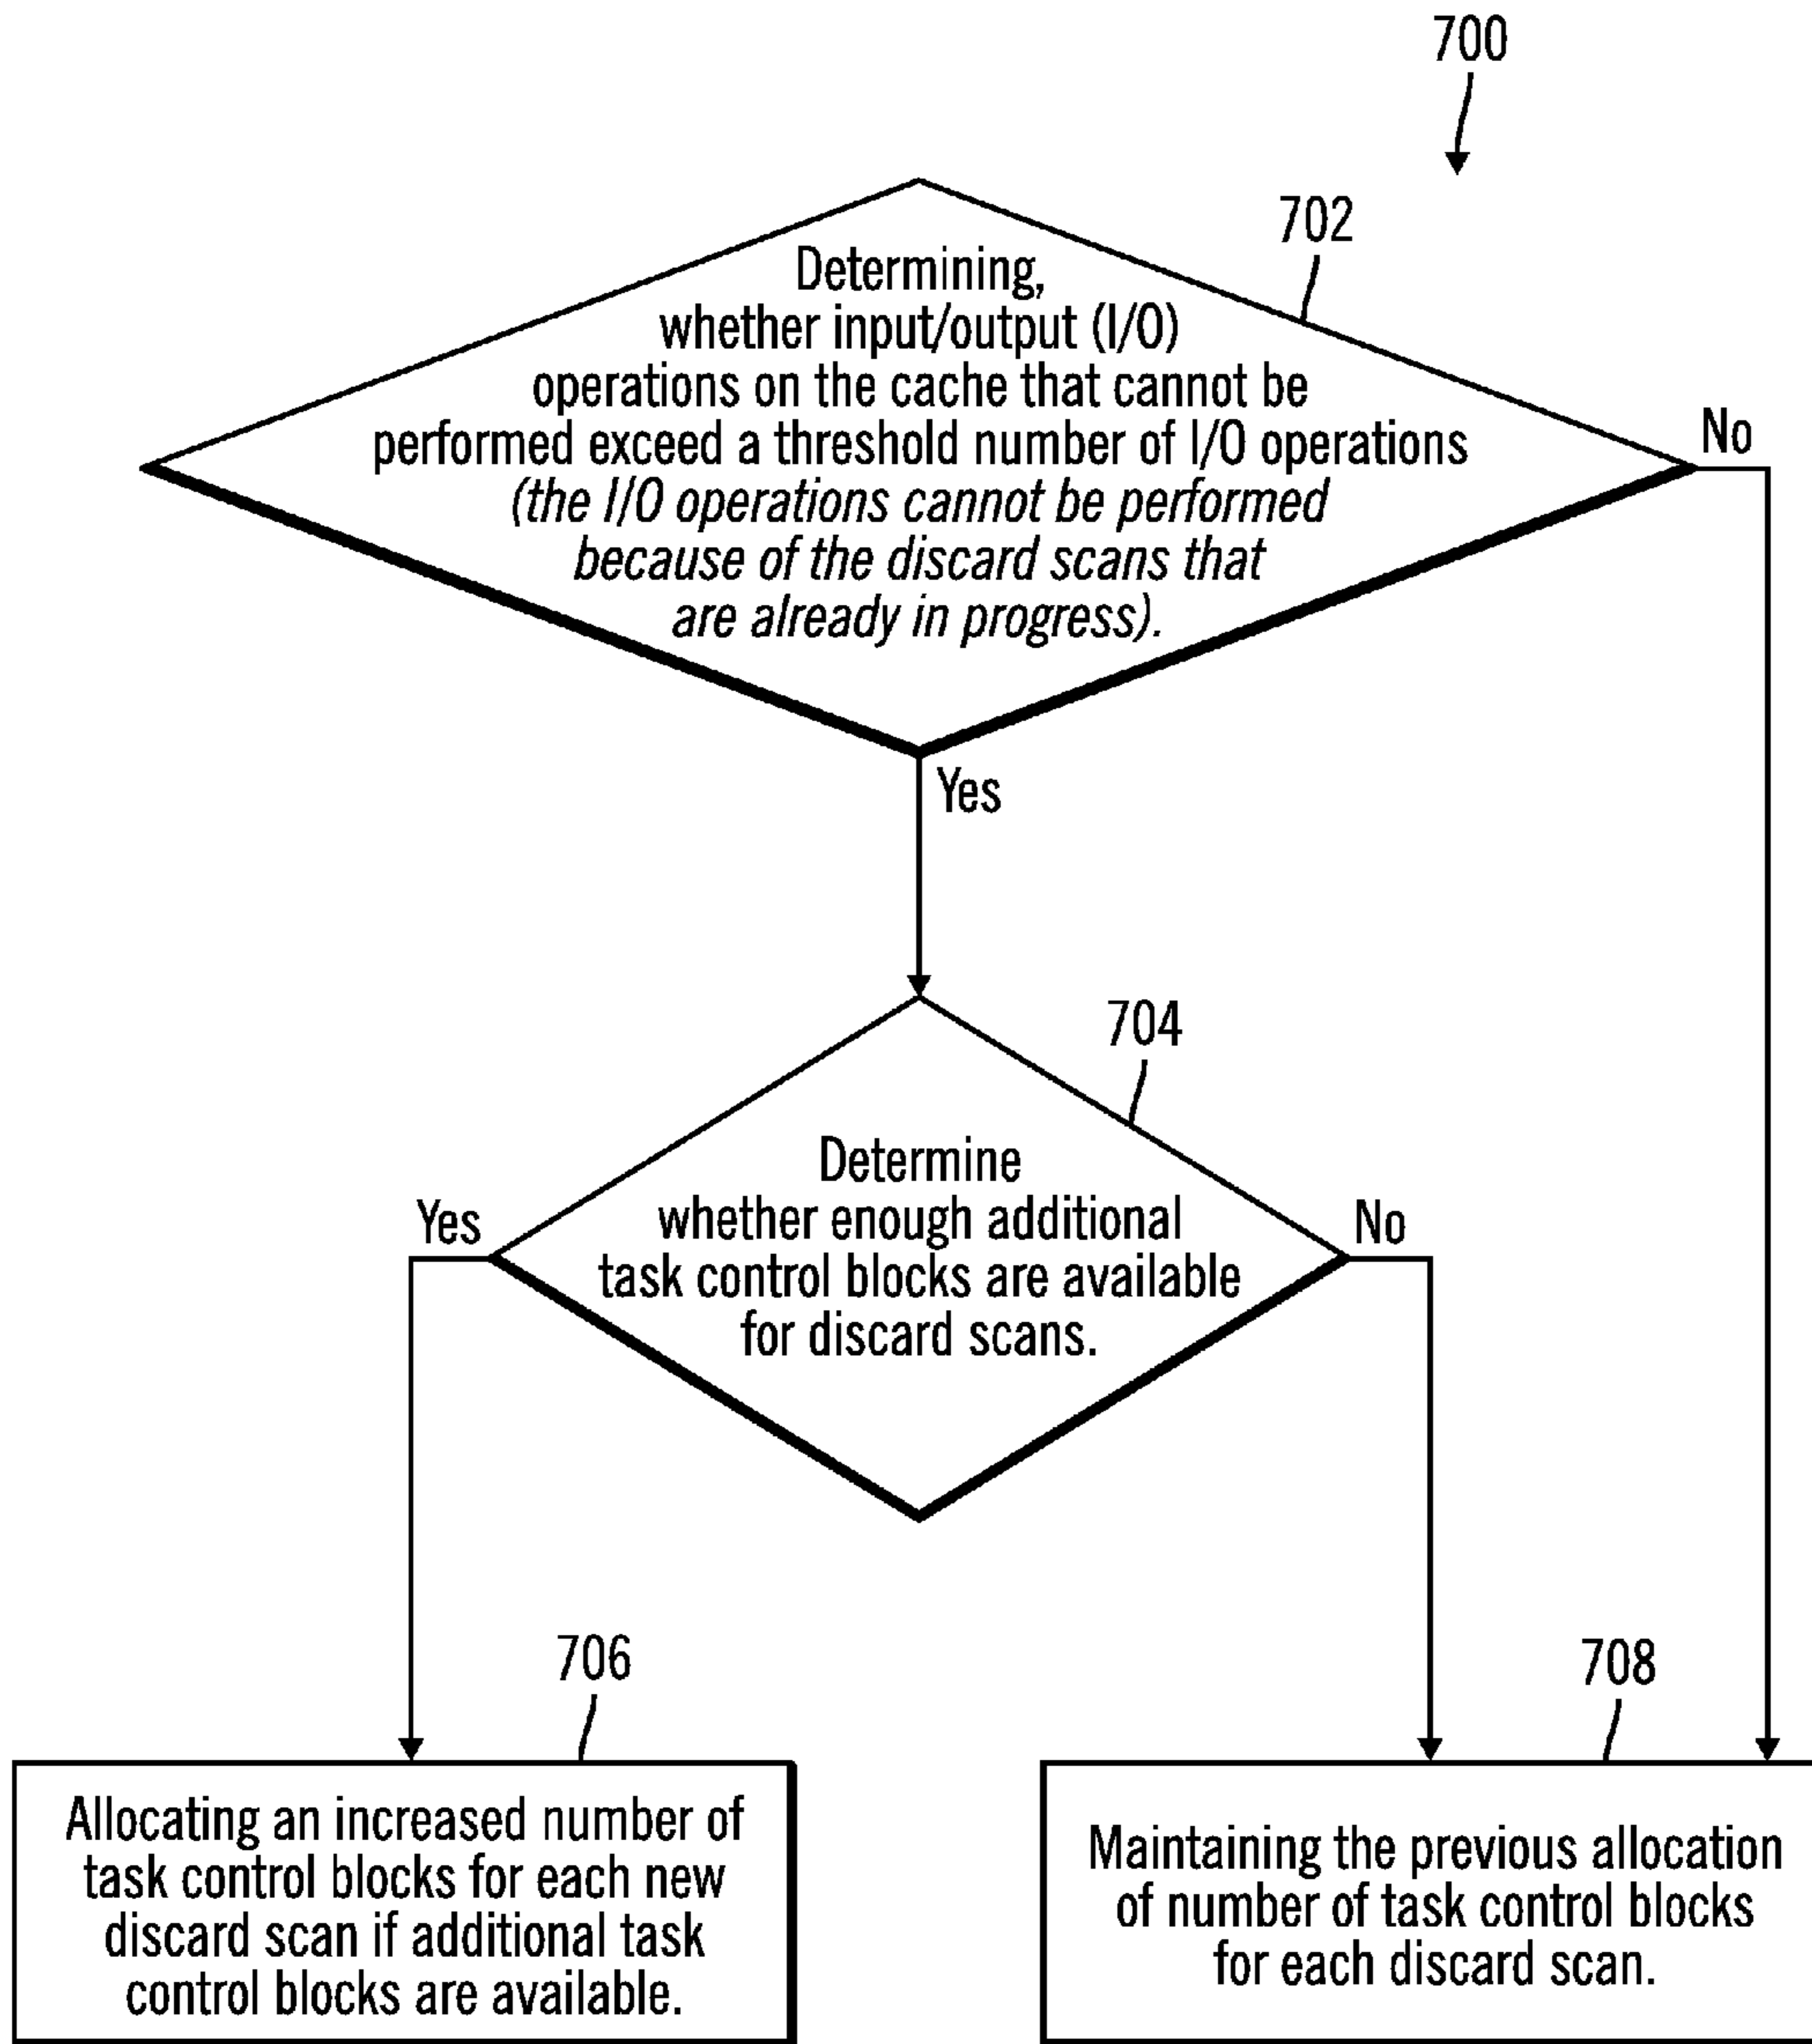 700
702
Determining,
whether input/output (I/O)
operations on the cache that cannot be
performed exceed a threshold number of I/O operations
(the I/O operations cannot be performed
because of the discard scans that
are already in progress).
No
Yes
704
Determine
whether enough additional
task control blocks are available
for discard scans.
Yes
No
706
Allocating an increased number of
task control blocks for each new
discard scan if additional task
control blocks are available.
708
Maintaining the previous allocation
of number of task control blocks
for each discard scan.